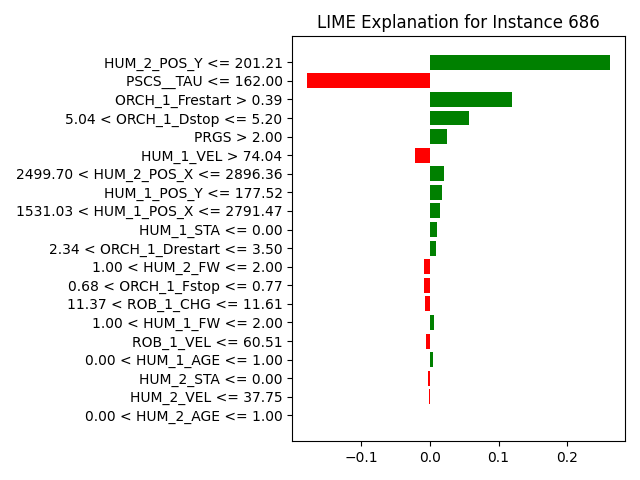 LIME Explanation for Instance 686
HUM_2_POS_Y <= 201.21
PSCS__TAU <= 162.00
ORCH_1_Frestart > 0.39
5.04 < ORCH_1_Dstop <= 5.20
PRGS > 2.00
HUM_1_VEL > 74.04
2499.70 < HUM_2_POS_X <= 2896.36
HUM_1_POS_Y <= 177.52
1531.03 < HUM_1_POS_X <= 2791.47
HUM_1_STA <= 0.00
2.34 < ORCH_1_Drestart <= 3.50
1.00 < HUM_2_FW <= 2.00
0.68 < ORCH_1_Fstop <= 0.77
11.37 < ROB_1_CHG <= 11.61
1.00 < HUM_1_FW <= 2.00
ROB_1_VEL <= 60.51
0.00 < HUM_1_AGE <= 1.00
HUM_2_STA <= 0.00
HUM_2_VEL <= 37.75
0.00 < HUM_2_AGE <= 1.00
−0.1 0.0 0.1 0.2